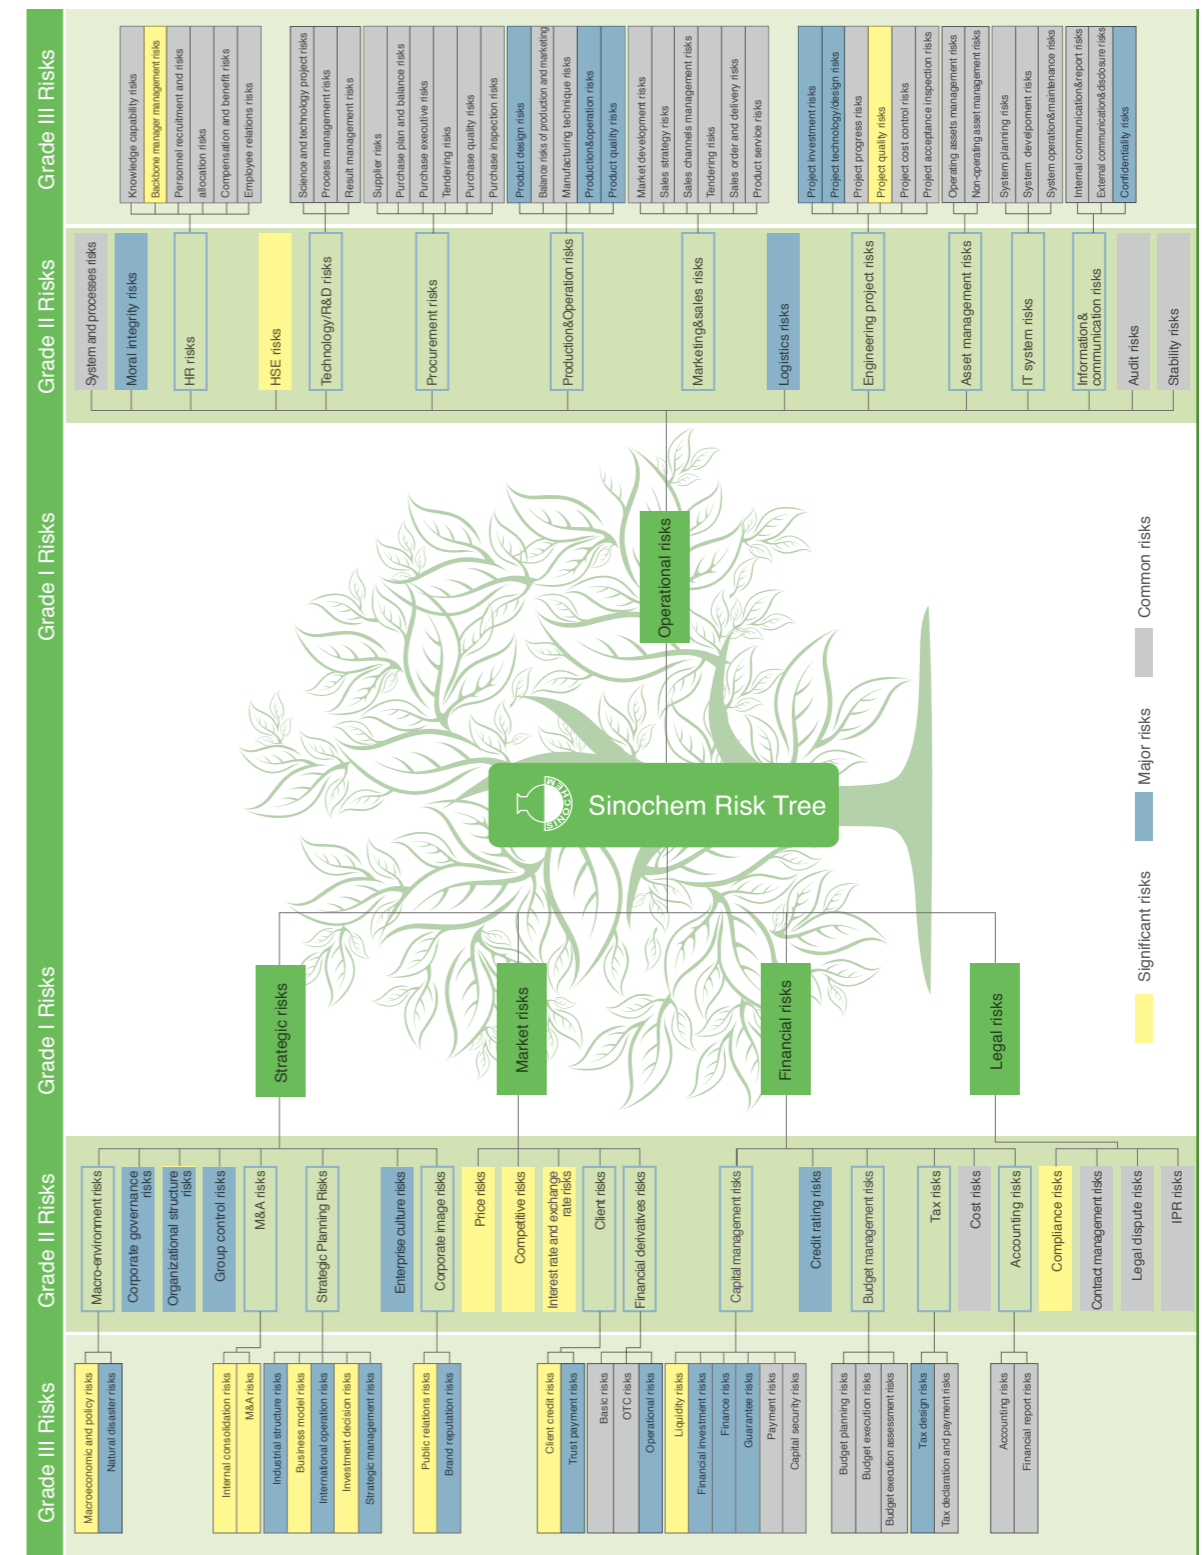 Grade III Risks
Grade II Risks
Grade I Risks
Grade I Risks
Grade II Risks
Grade III Risks
Macroeconomic and policy risks
Natural disaster risks
Internal consolidation risks
M&A risks
Industrial structure risks
Business model risks
International operation risks
Investment decision risks
Strategic management risks
Public relations risks
Brand reputation risks
Client credit risks
Trust payment risks
Basic risks
OTC risks
Operational risks
Liquidity risks
Financial investment risks
Finance risks
Guarantee risks
Payment risks
Capital security risks
Budget planning risks
Budget execution risks
Budget execution assessment risks
Tax design risks
Tax declaration and payment risks
Accounting risks
Financial report risks
Macro-environment risks
Corporate governance
risks
Organizational structure
risks
Group control risks
M&A risks
Strategic Planning Risks
Enterprise culture risks
Corporate image risks
Price risks
Competitive risks
Interest rate and exchange
rate risks
Client risks
Financial derivatives risks
Capital management risks
Credit rating risks
Budget management risks
Tax risks
Cost risks
Accounting risks
Compliance risks
Contract management risks
Legal dispute risks
IPR risks
Strategic risks
Market risks
Financial risks
Legal risks
SINOCHEM
Sinochem Risk Tree
Operational risks
System and processes risks
Moral integrity risks
HR risks
HSE risks
Technology/R&D risks
Procurement risks
Production&Operation risks
Marketing&sales risks
Logistics risks
Engineering project risks
Asset management risks
IT system risks
Information&
communication risks
Audit risks
Stability risks
Knowledge capability risks
Backbone manager management risks
Personnel recruitment and risks
allocation risks
Compensation and benefit risks
Employee relations risks
Science and technology project risks
Process management risks
Result management risks
Supplier risks
Purchase plan and balance risks
Purchase executive risks
Tendering risks
Purchase quality risks
Purchase inspection risks
Product design risks
Balance risks of production and marketing
Manufacturing technique risks
Production&operation risks
Product quality risks
Market development risks
Sales strategy risks
Sales channels management risks
Tendering risks
Sales order and delivery risks
Product service risks
Project investment risks
Project technology/design risks
Project progress risks
Project quality risks
Project cost control risks
Project acceptance inspection risks
Operating assets management risks
Non-operating asset management risks
System planning risks
System deveIpoment risks
System operation&maintenance risks
Internal communication&report risks
External communication&disclosure risks
Confidentiality risks
Significant risks
Major risks
Common risks